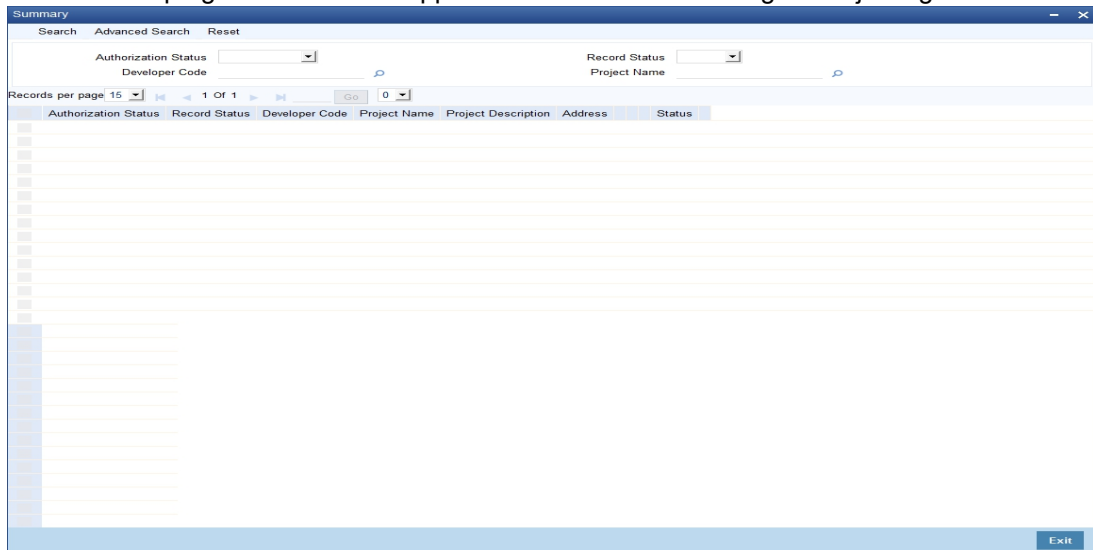 Summary
Search Advanced Search Reset
Authorization Status Record Status
Developer Code Project Name
Records per page 15 1 Of 1 Go 0
Authorization Status Record Status Developer Code Project Name Project Description Address Status
Exit